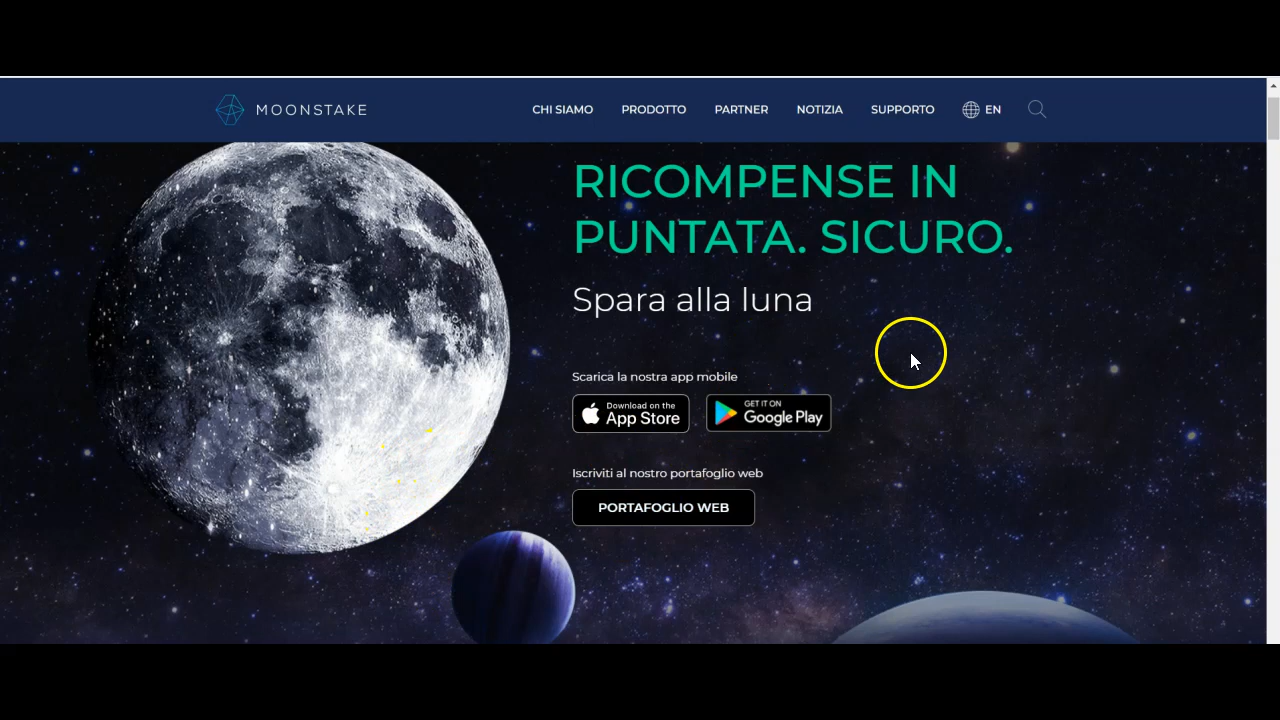 MOONSTAKE
CHI SIAMO
PRODOTTO
PARTNER
NOTIZIA
SUPPORTO
EN
RICOMPENSE IN
PUNTATA. SICURO.
Spara alla luna
Scarica la nostra app mobile
Download on the
App Store
GET IT ON
Google Play
Iscriviti al nostro portafoglio web
PORTAFOGLIO WEB